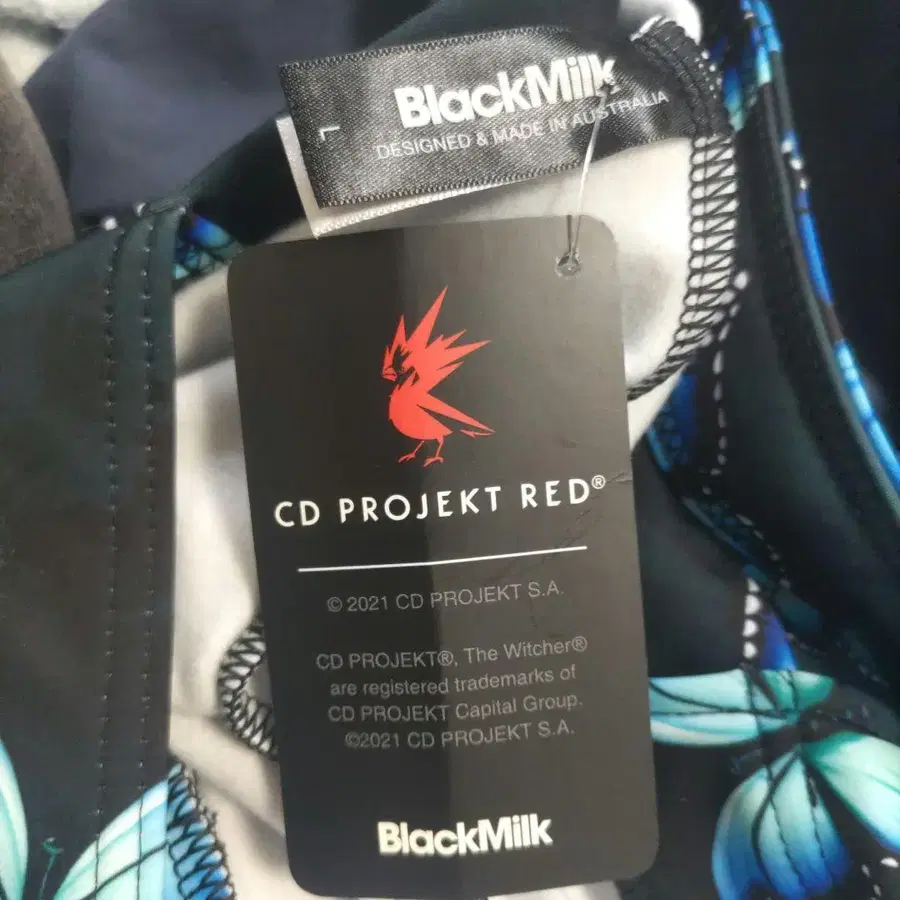 BlackMilk
L
DESIGNED & MADE IN AUSTRALIA
CD PROJEKT RED®
© 2021 CD PROJEKT S.A.
CD PROJEKT®, The Witcher®
are registered trademarks of
CD PROJEKT Capital Group.
©2021 CD PROJEKT S.A.
BlackMilk